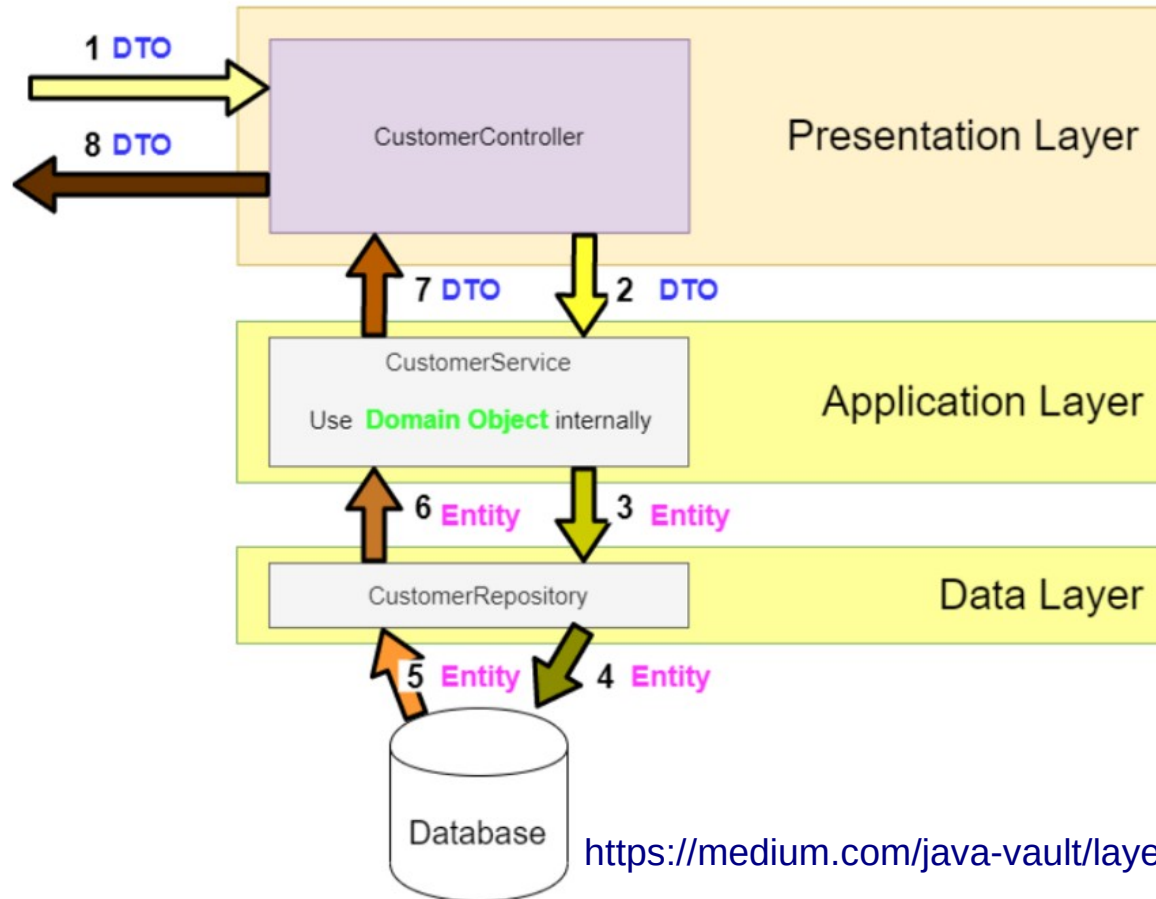 1 DTO
8 DTO
CustomerController
Presentation Layer
7 DTO
2 DTO
CustomerService
Use Domain Object internally
Application Layer
6 Entity
3 Entity
CustomerRepository
Data Layer
5 Entity
4 Entity
Database
https://medium.com/java-vault/laye